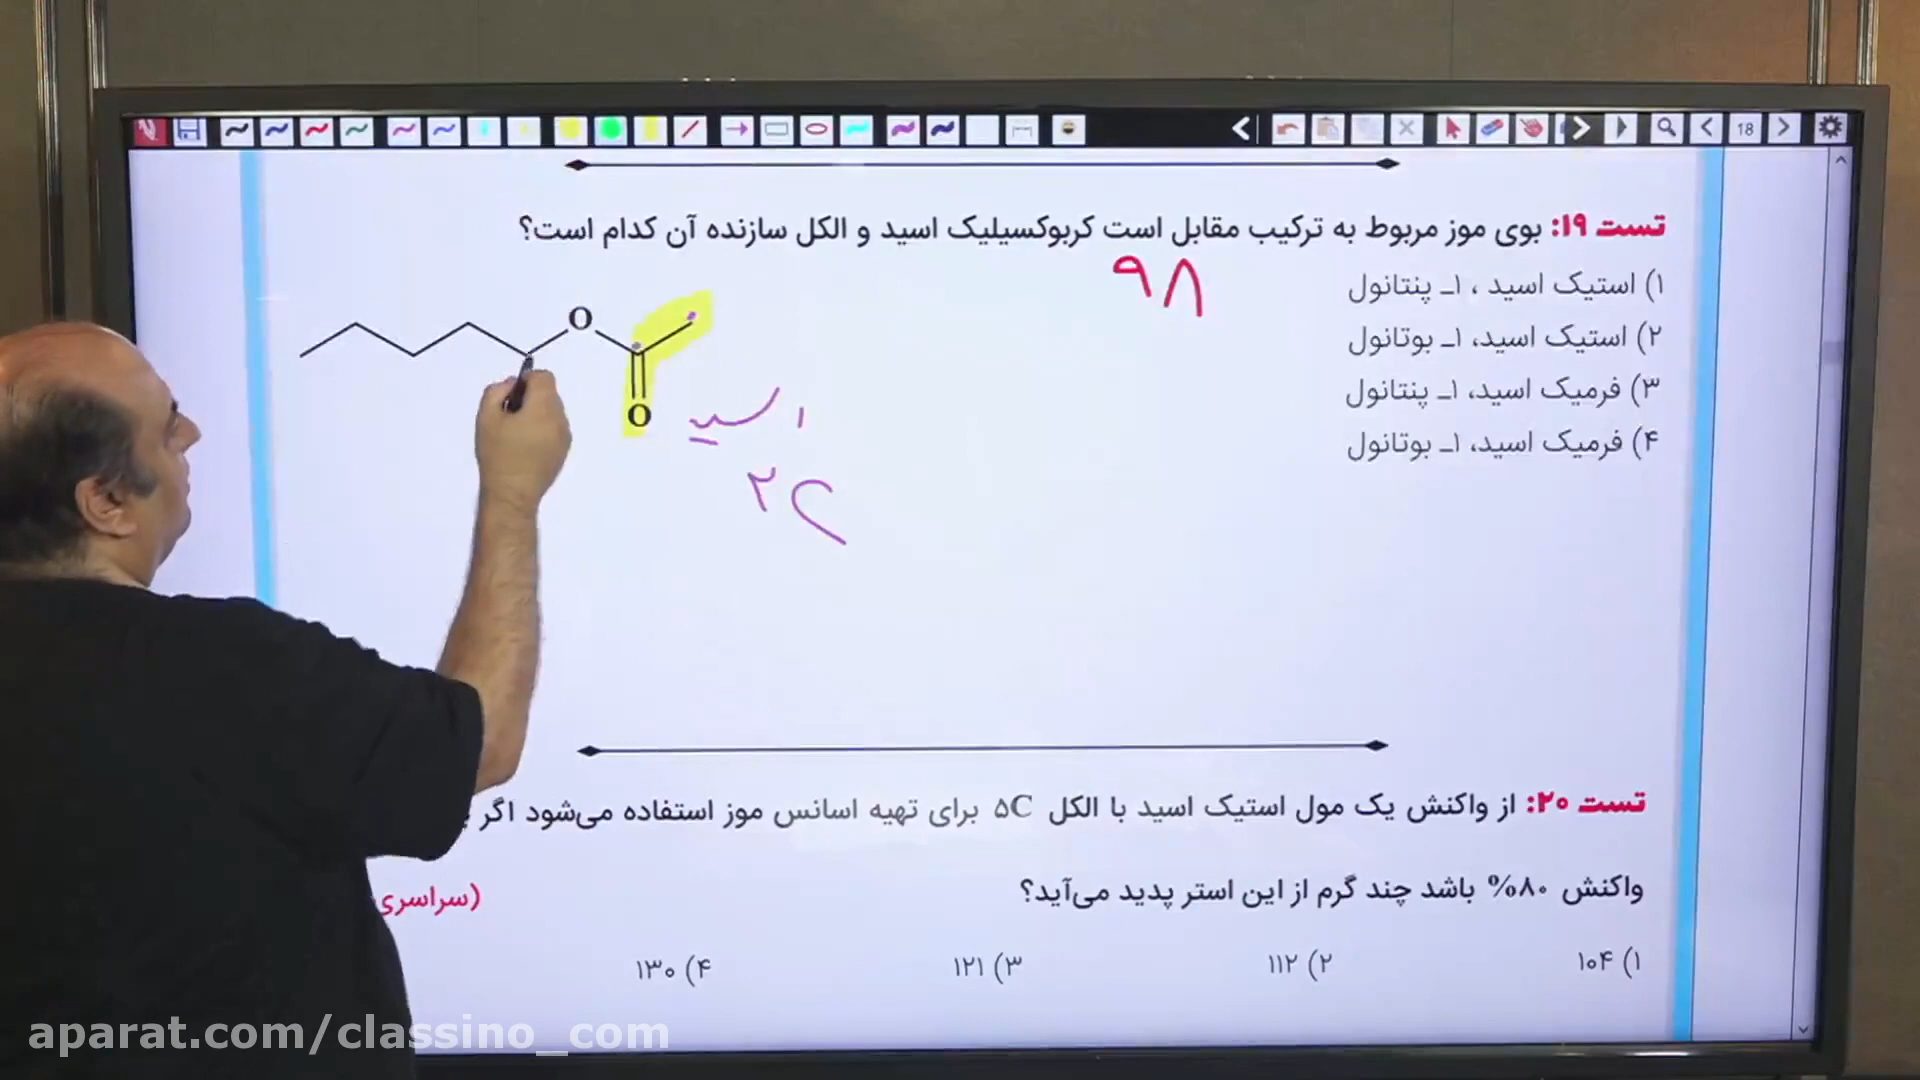 18
تست ۱۹: بوی موز مربوط به ترکیب مقابل است کربوکسیلیک اسید و الکل سازنده آن کدام است؟
۹۸
۱) استیک اسید ، ۱ـ پنتانول
۲) استیک اسید، ۱ـ بوتانول
۳) فرمیک اسید، ۱ـ پنتانول
۴) فرمیک اسید، ۱ـ بوتانول
O
O
اسید
۲C
تست ۲۰: از واکنش یک مول استیک اسید با الکل ۵C برای تهیه اسانس موز استفاده می‌شود اگر
واکنش ۸۰% باشد چند گرم از این استر پدید می‌آید؟
(سراسری
۱) ۱۰۴
۲) ۱۱۲
۳) ۱۲۱
۴) ۱۳۰
aparat.com/classino_com